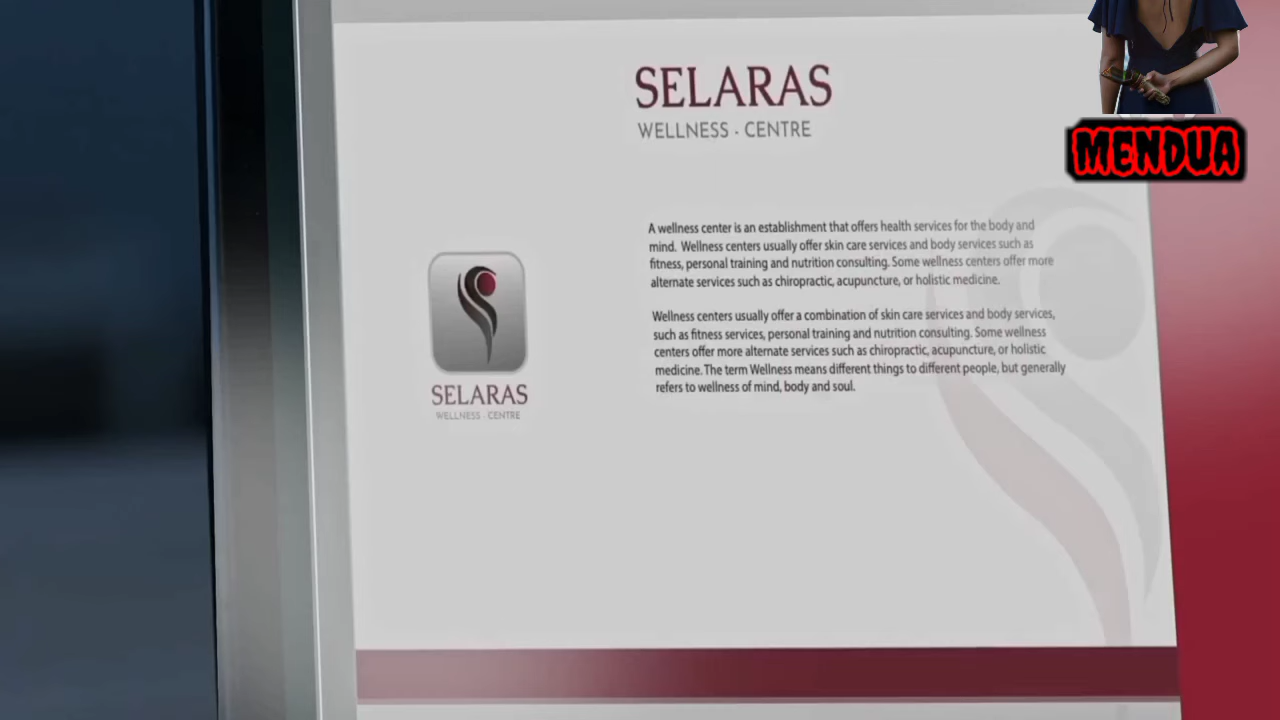 SELARAS
WELLNESS - CENTRE
MENDUA
A wellness center is an establishment that offers health services for the body and
mind. Wellness centers usually offer skin care services and body services such as
fitness, personal training and nutrition consulting. Some wellness centers offer more
alternate services such as chiropractic, acupuncture, or holistic medicine.
Wellness centers usually offer a combination of skin care services and body services,
such as fitness services, personal training and nutrition consulting. Some wellness
centers offer more alternate services such as chiropractic, acupuncture, or holistic
medicine. The term Wellness means different things to different people, but generally
refers to wellness of mind, body and soul.
SELARAS
WELLNESS - CENTRE